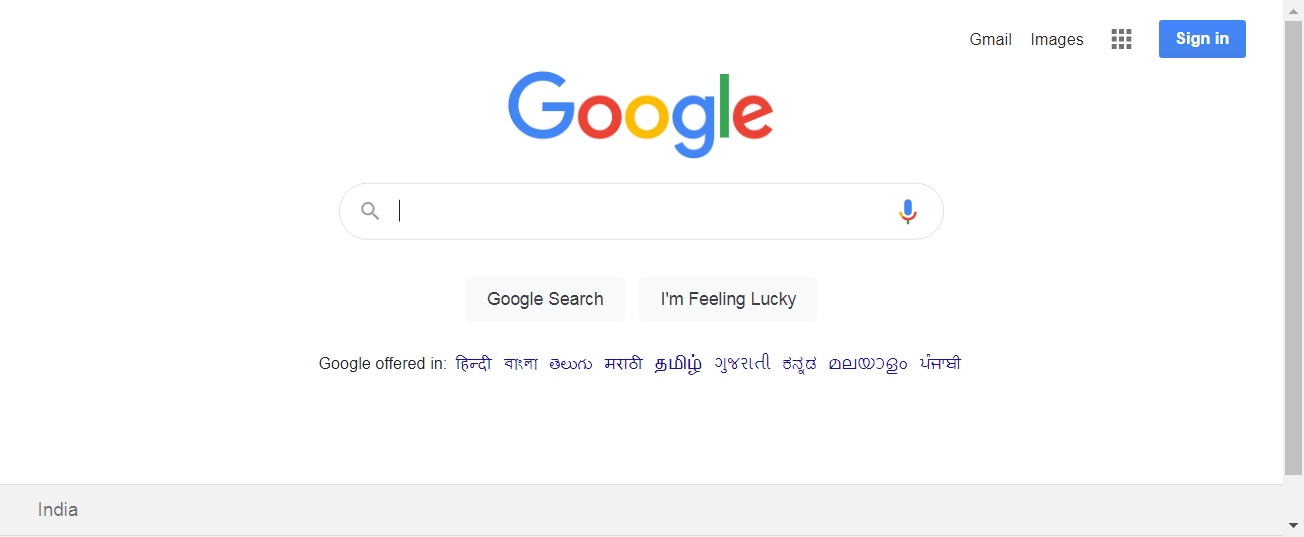 Gmail Images Sign in
Google
Google Search I'm Feeling Lucky
Google offered in: हिन्दी বাংলা తెలుగు मराठी தமிழ் ગુજરાતી ಕನ್ನಡ മലയാളം ਪੰਜਾਬੀ
India